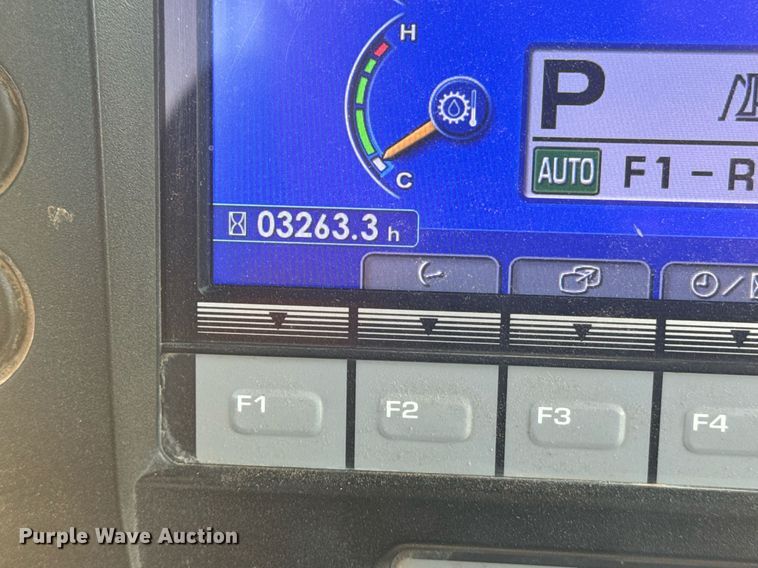 H
P
C
AUTO F1-R
03263.3 h
F1 F2 F3 F4
Purple Wave Auction